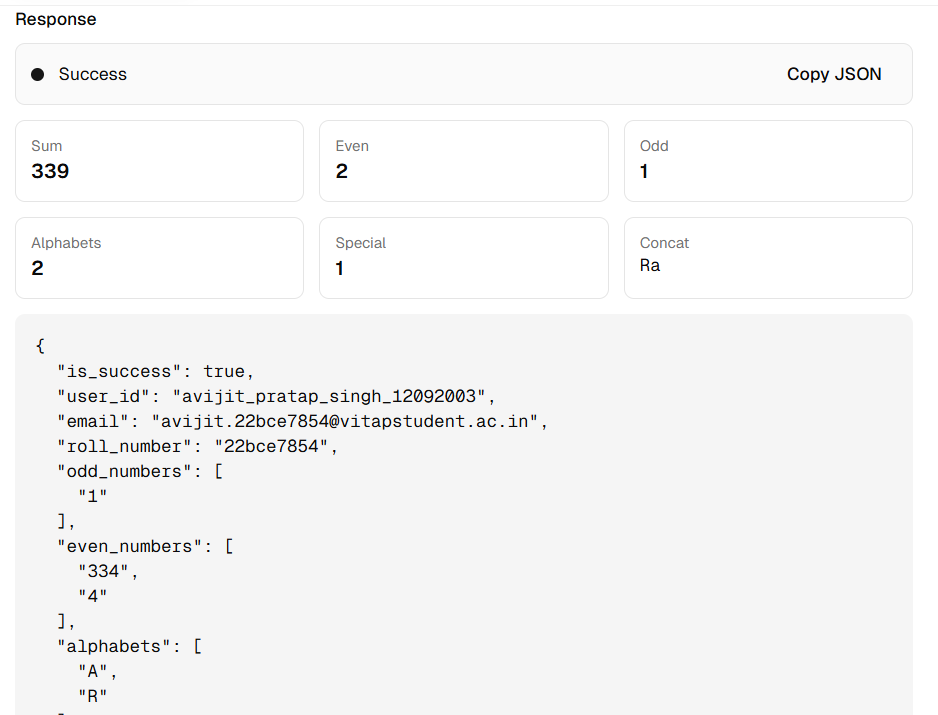 Response
Success
Copy JSON
Sum
339
Even
2
Odd
1
Alphabets
2
Special
1
Concat
Ra
{
"is_success": true,
"user_id": "avijit_pratap_singh_12092003",
"email": "avijit.22bce7854@vitapstudent.ac.in",
"roll_number": "22bce7854",
"odd_numbers": [
"1"
],
"even_numbers": [
"334",
"4"
],
"alphabets": [
"A",
"R"